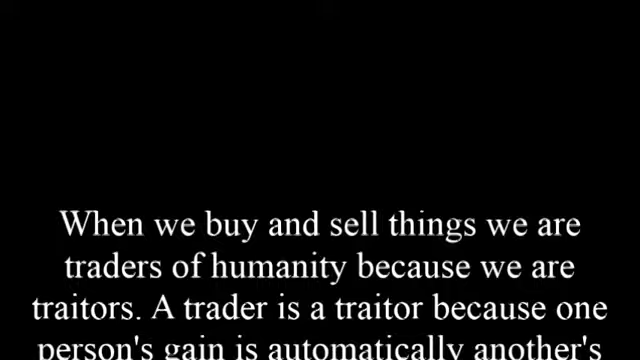 When we buy and sell things we are
traders of humanity because we are
traitors. A trader is a traitor because one
person's gain is automatically another's